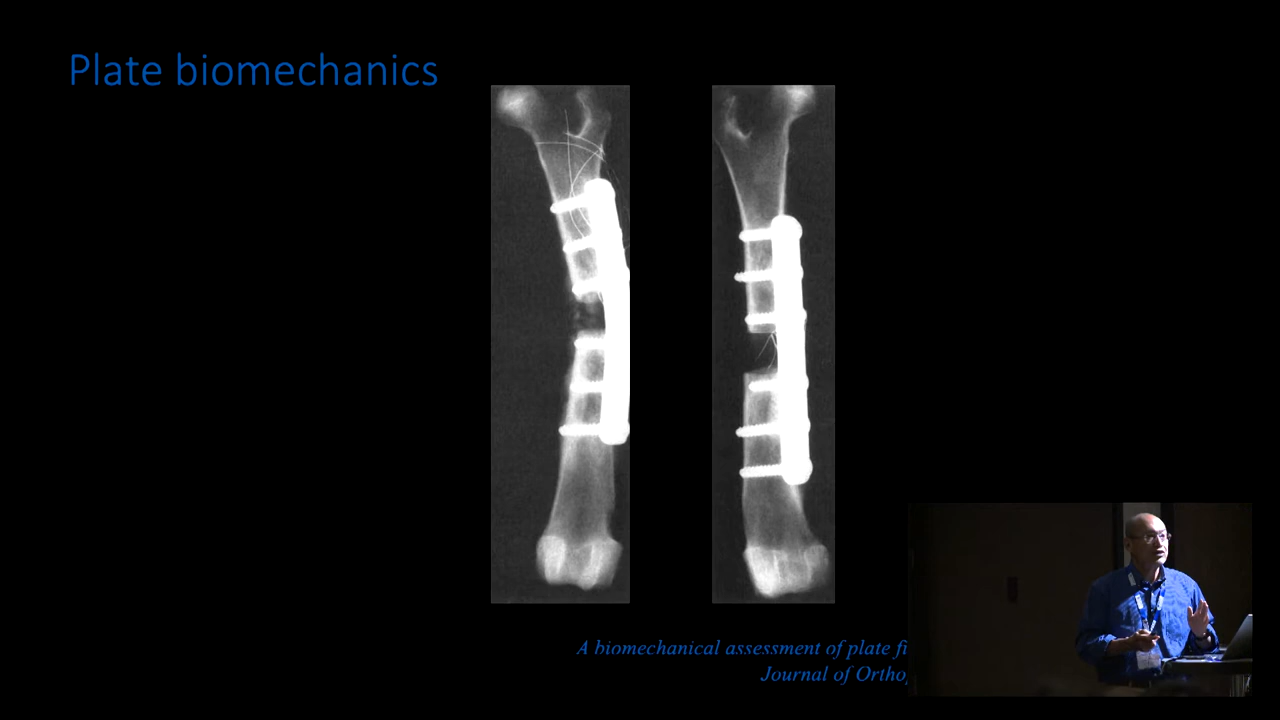 Plate biomechanics
A biomechanical assessment of plate
Journal of